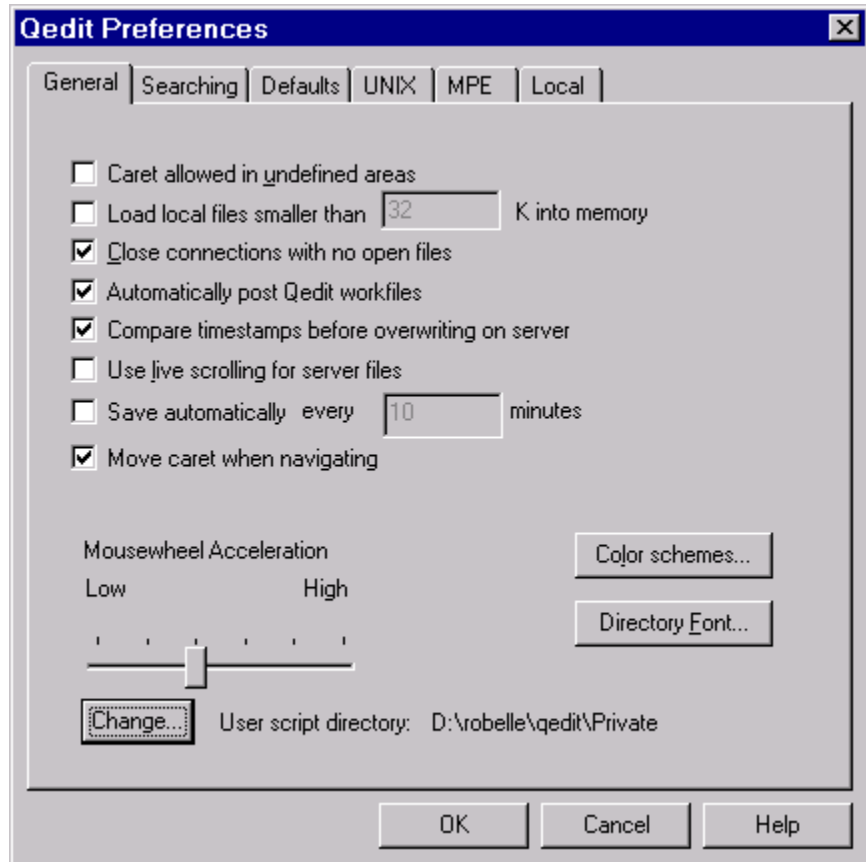 Qedit Preferences
General Searching Defaults UNIX MPE Local
Caret allowed in undefined areas
Load local files smaller than 32 K into memory
Close connections with no open files
Automatically post Qedit workfiles
Compare timestamps before overwriting on server
Use live scrolling for server files
Save automatically every 10 minutes
Move caret when navigating
Mousewheel Acceleration
Low High
Color schemes...
Directory Font...
Change... User script directory: D:\robelle\qedit\Private
OK Cancel Help